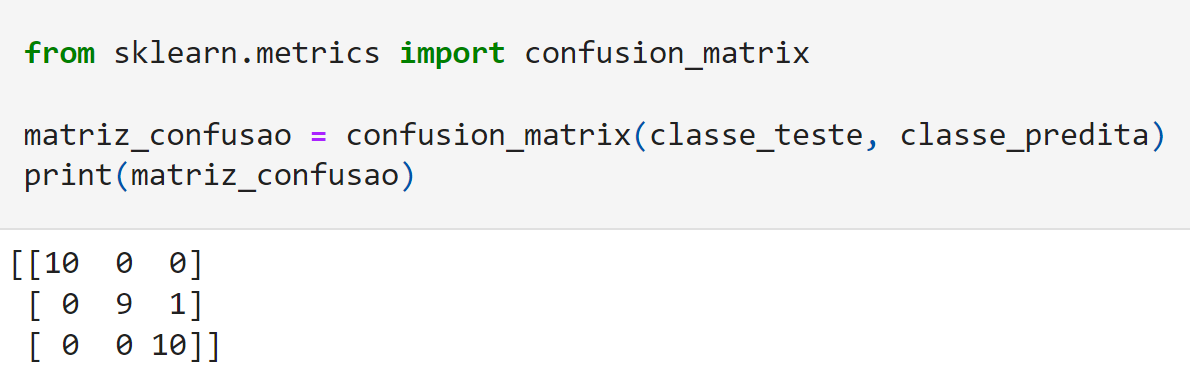 from sklearn.metrics import confusion_matrix
matriz_confusao = confusion_matrix(classe_teste, classe_predita)
print(matriz_confusao)
[[10  0  0]
 [ 0  9  1]
 [ 0  0 10]]